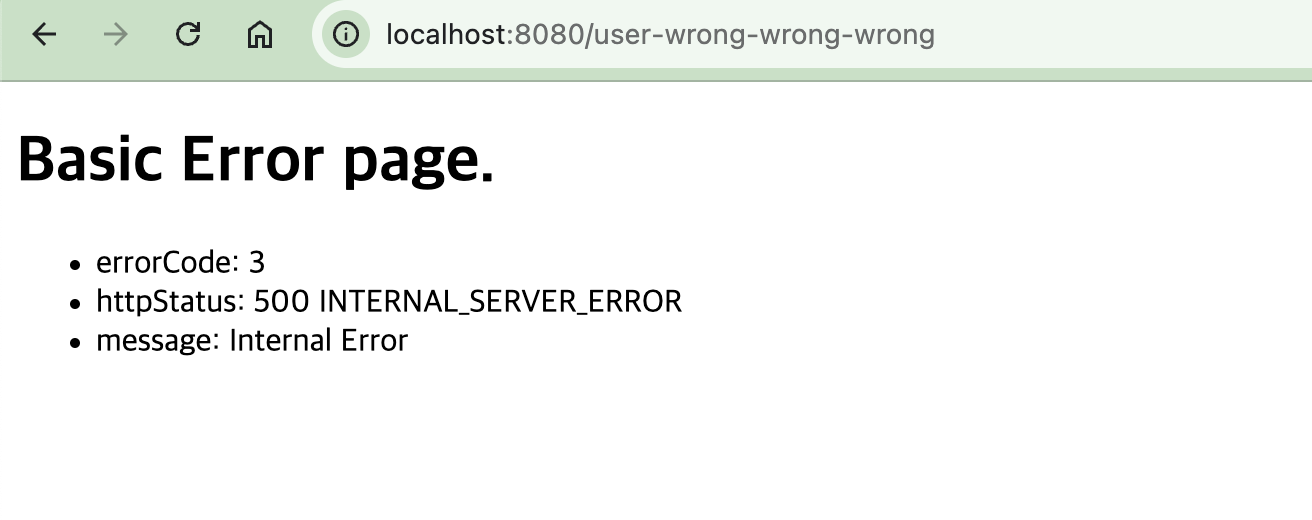 localhost:8080/user-wrong-wrong-wrong
Basic Error page.
• errorCode: 3
• httpStatus: 500 INTERNAL_SERVER_ERROR
• message: Internal Error